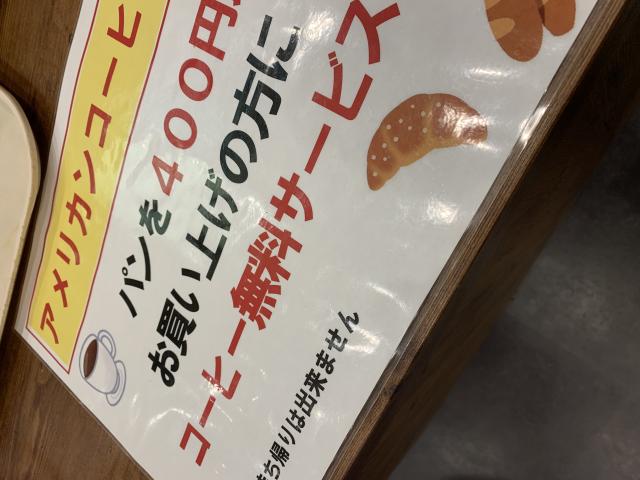 アメリカンコーヒ
パンを４００円
お買い上げの方に
コーヒー無料サービス
ち帰りは出来ません